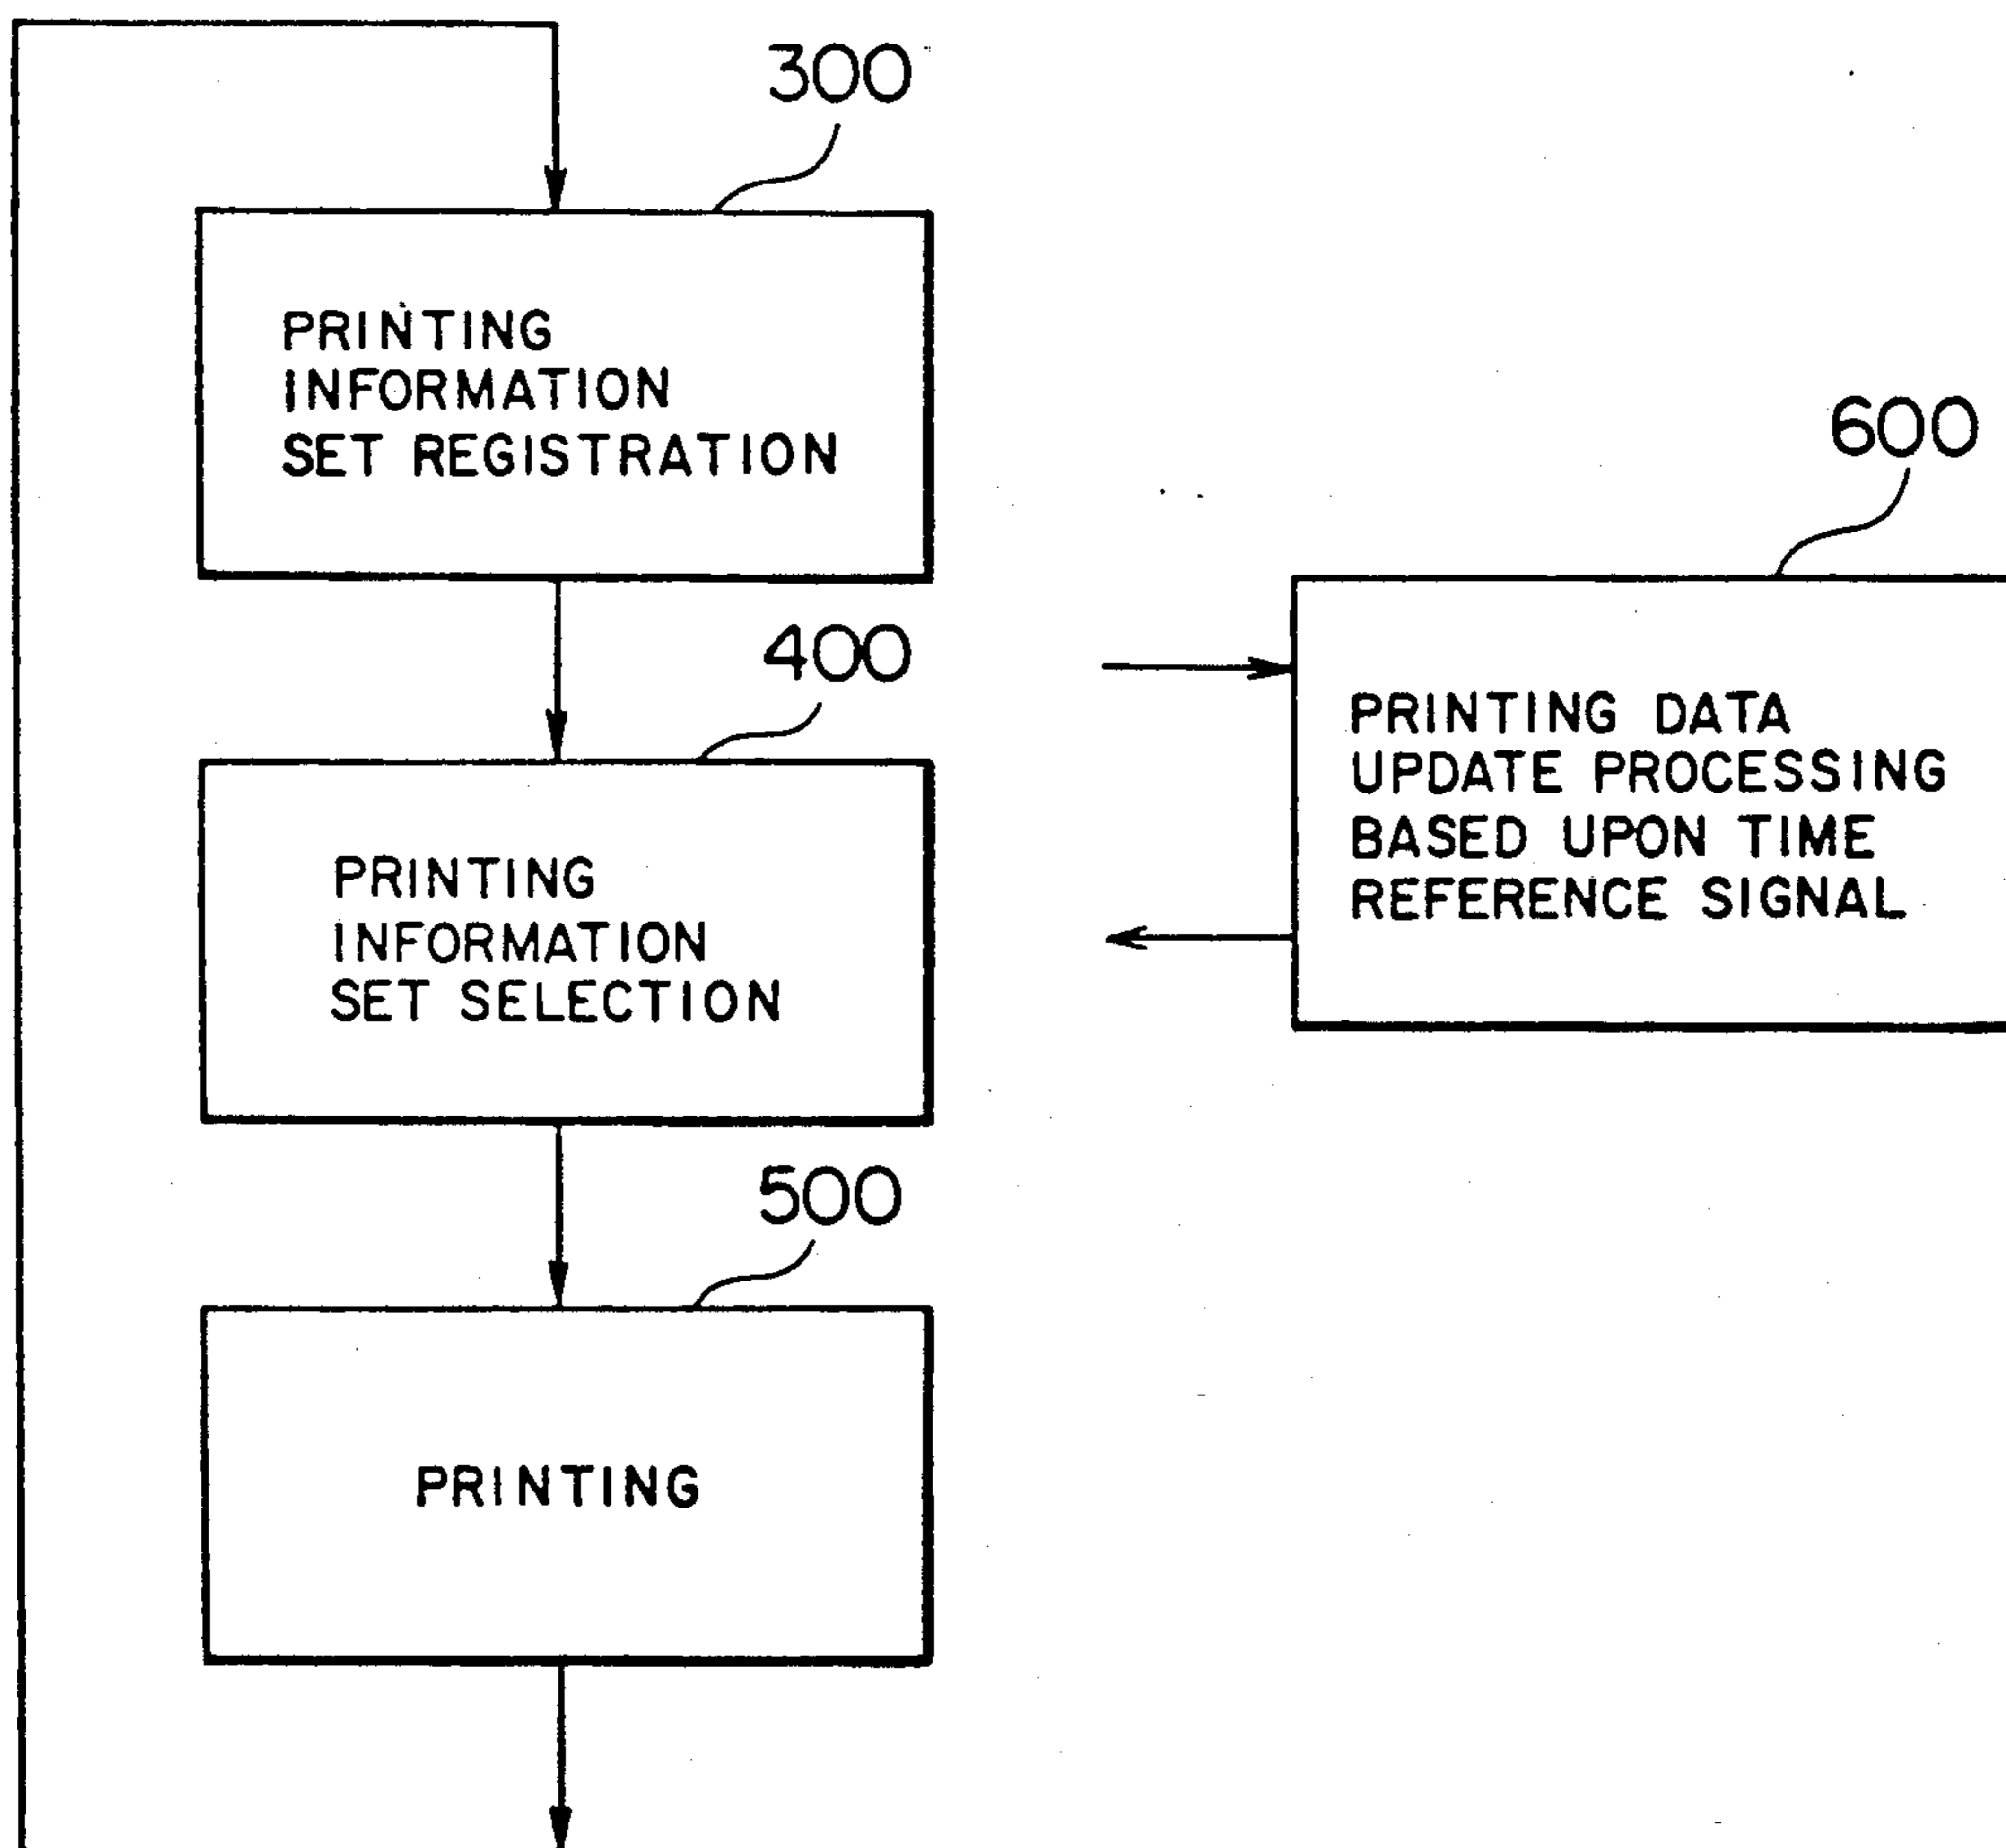 300
PRINTING
INFORMATION
SET REGISTRATION
400
PRINTING
INFORMATION
SET SELECTION
500
PRINTING
600
PRINTING DATA
UPDATE PROCESSING
BASED UPON TIME
REFERENCE SIGNAL